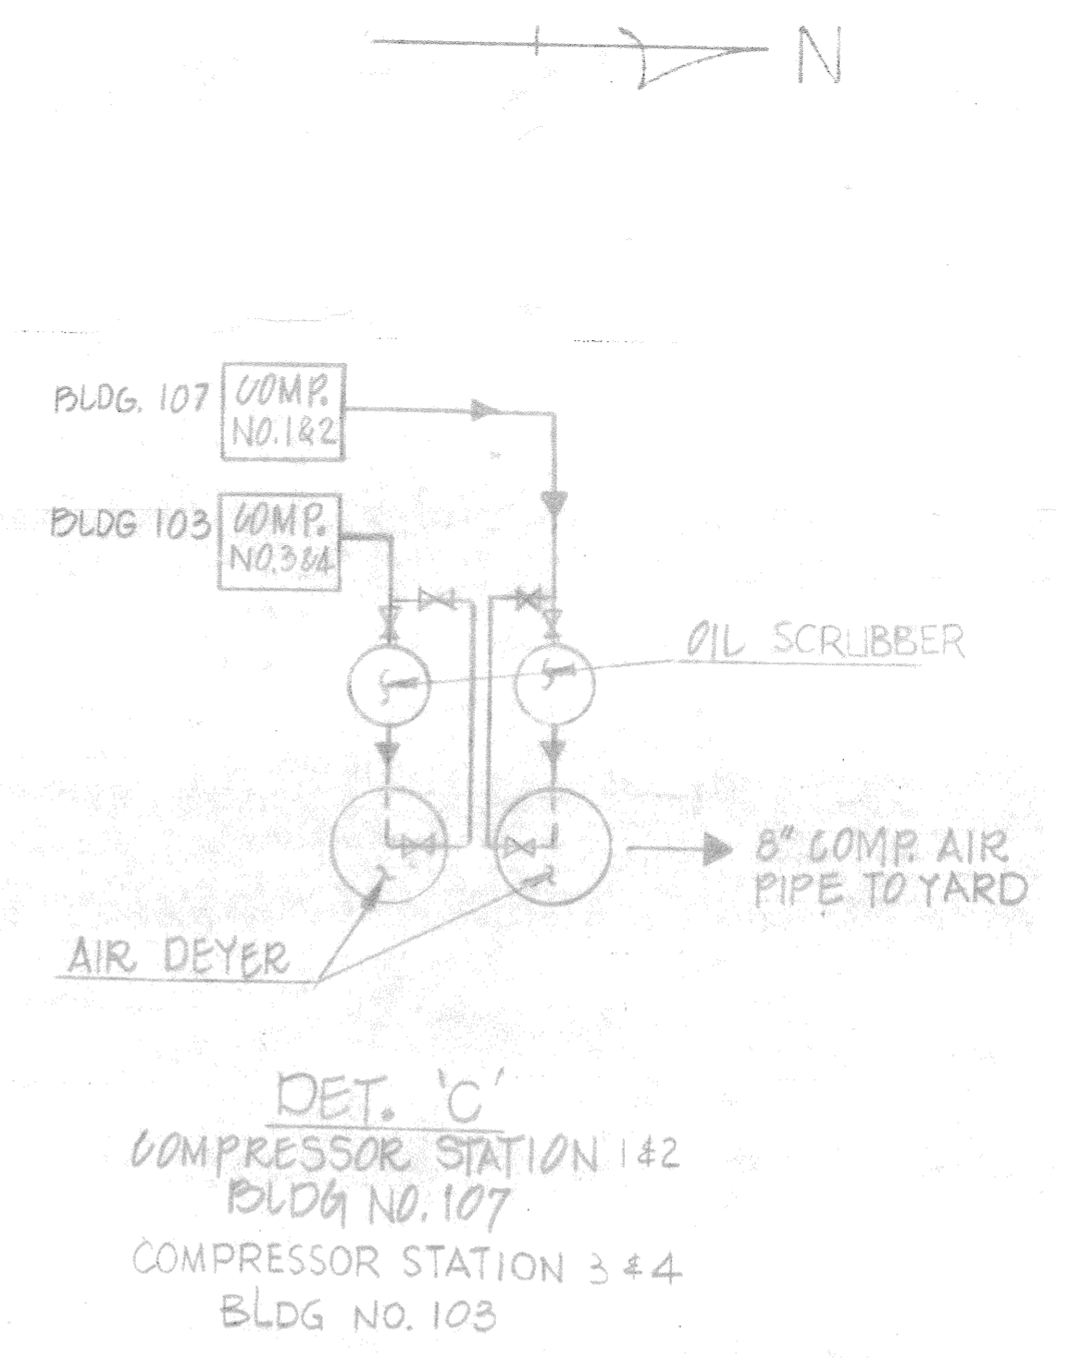 N
BLDG. 107
COMP.
NO. 1&2
BLDG 103
COMP.
NO. 3&4
OIL SCRUBBER
8" COMP. AIR
PIPE TO YARD
AIR DEYER
DET. 'C'
COMPRESSOR STATION 1&2
BLDG NO. 107
COMPRESSOR STATION 3 & 4
BLDG NO. 103